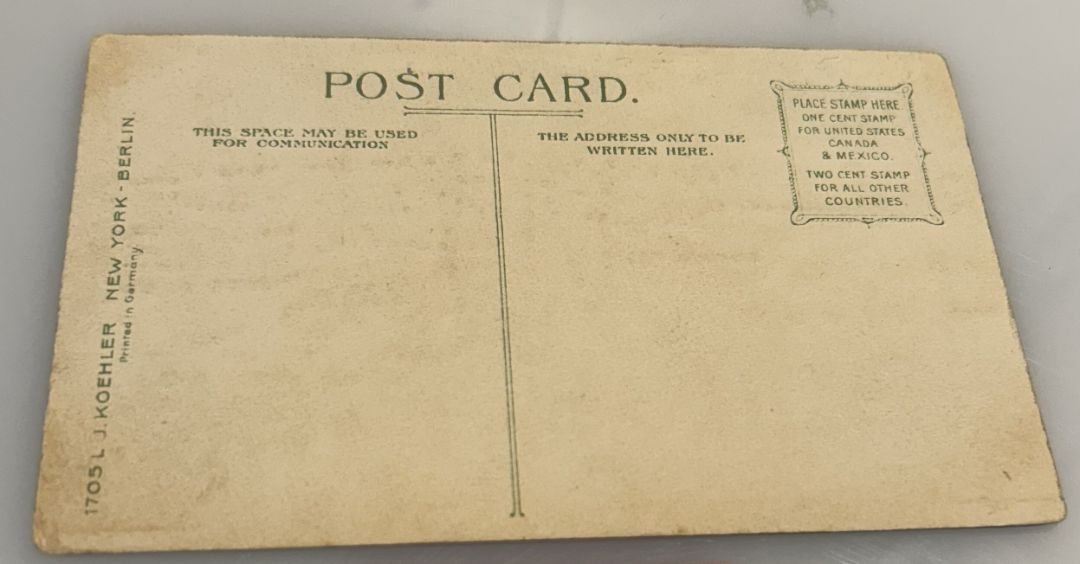 POST CARD.
THIS SPACE MAY BE USED
FOR COMMUNICATION
THE ADDRESS ONLY TO BE
WRITTEN HERE.
PLACE STAMP HERE.
ONE CENT STAMP
FOR UNITED STATES
CANADA
& MEXICO.
TWO CENT STAMP
FOR ALL OTHER
COUNTRIES.
1705 L J. KOEHLER NEW YORK - BERLIN.
Printed in Germany